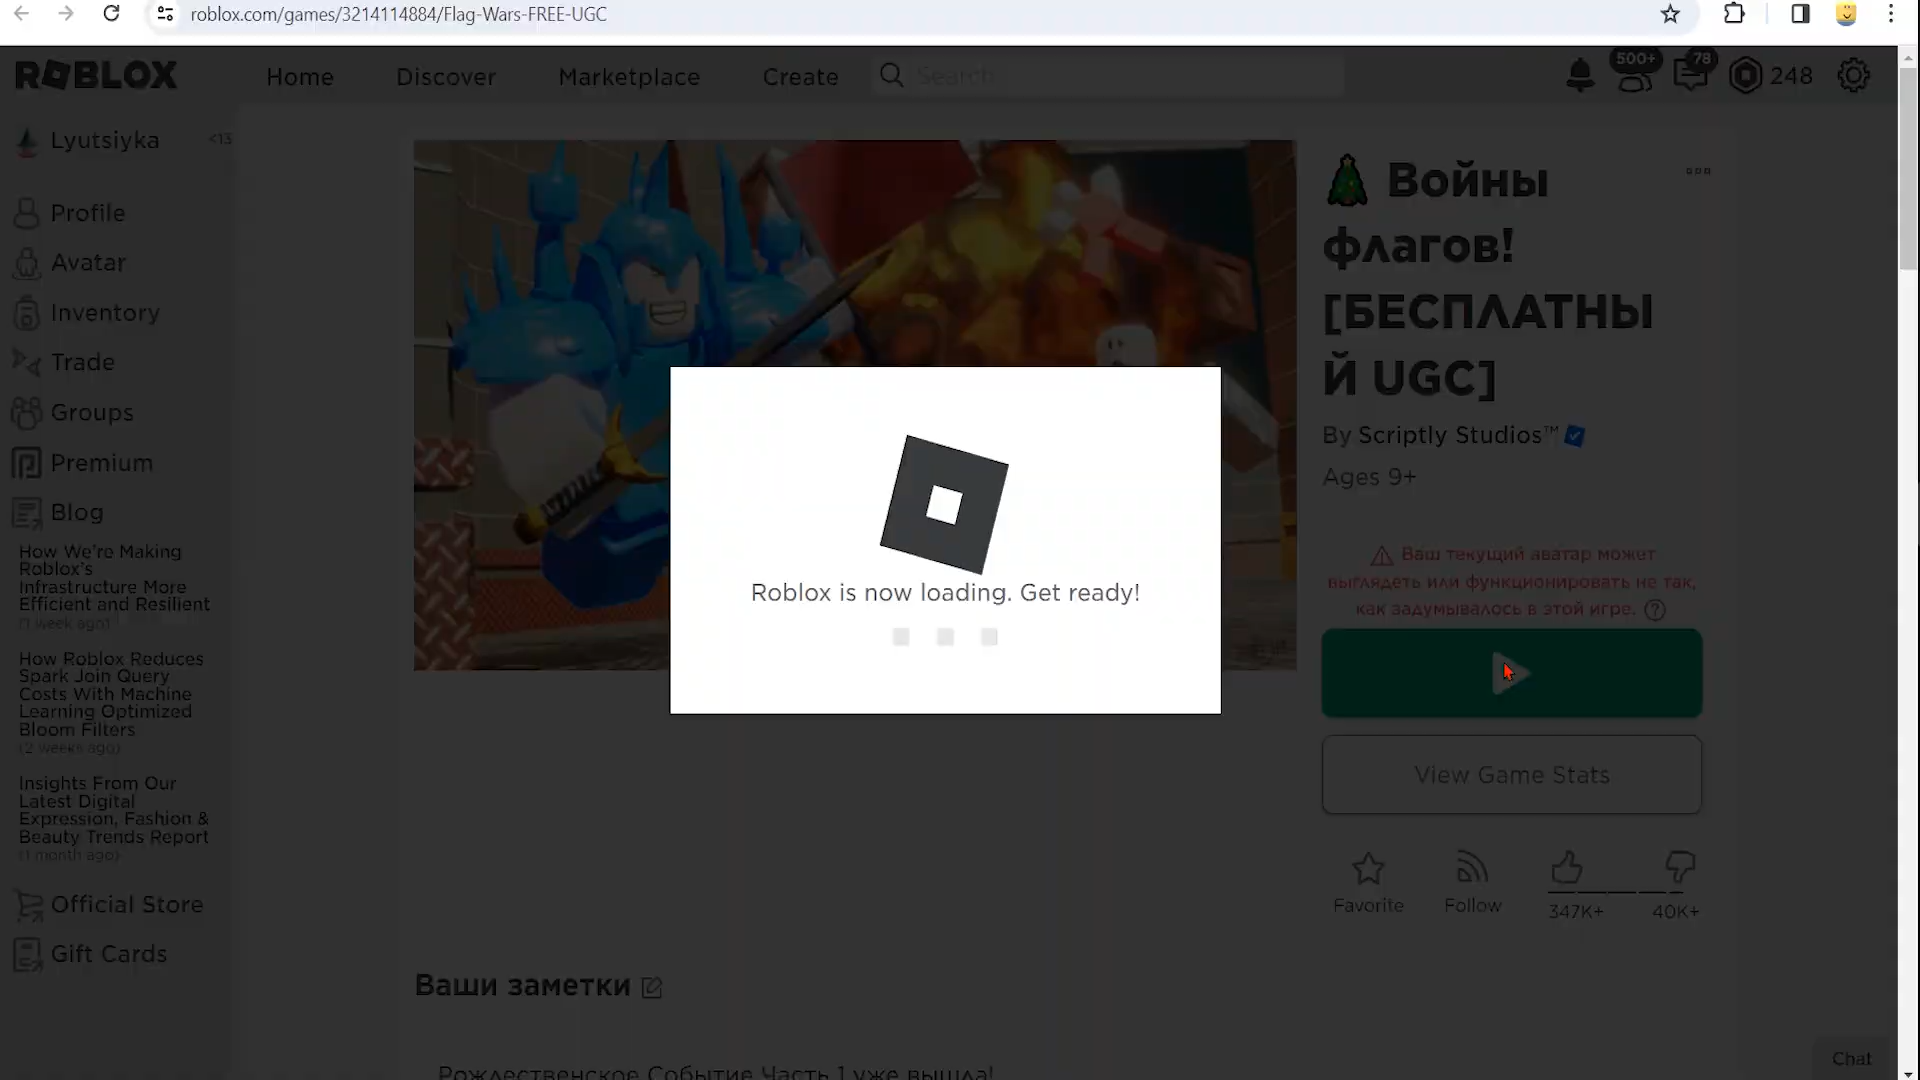 roblox.com/games/3214114884/Flag-Wars-FREE-UGC
ROBLOX
Home
Discover
Marketplace
Create
Search
500+
78
248
Lyutsiyka
<13
Profile
Avatar
Inventory
Trade
Groups
Premium
Blog
How We're Making
Roblox's
Infrastructure More
Efficient and Resilient
(1 week ago)
How Roblox Reduces
Spark Join Query
Costs With Machine
Learning Optimized
Bloom Filters
(2 weeks ago)
Insights From Our
Latest Digital
Expression, Fashion &
Beauty Trends Report
(1 month ago)
Official Store
Gift Cards
Roblox is now loading. Get ready!
Войны
флагов!
[БЕСПЛАТНЫ
Й UGC]
By Scriptly Studios™
Ages 9+
Ваш текущий аватар может
выглядеть или функционировать не так,
как задумывалось в этой игре.
View Game Stats
Favorite
Follow
347K+
40K+
Ваши заметки
Рождественское Событие Часть 1 уже вышла!
Chat